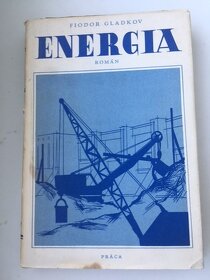 FIODOR GLADKOV
ENERGIA
ROMÁN
PRÁCA